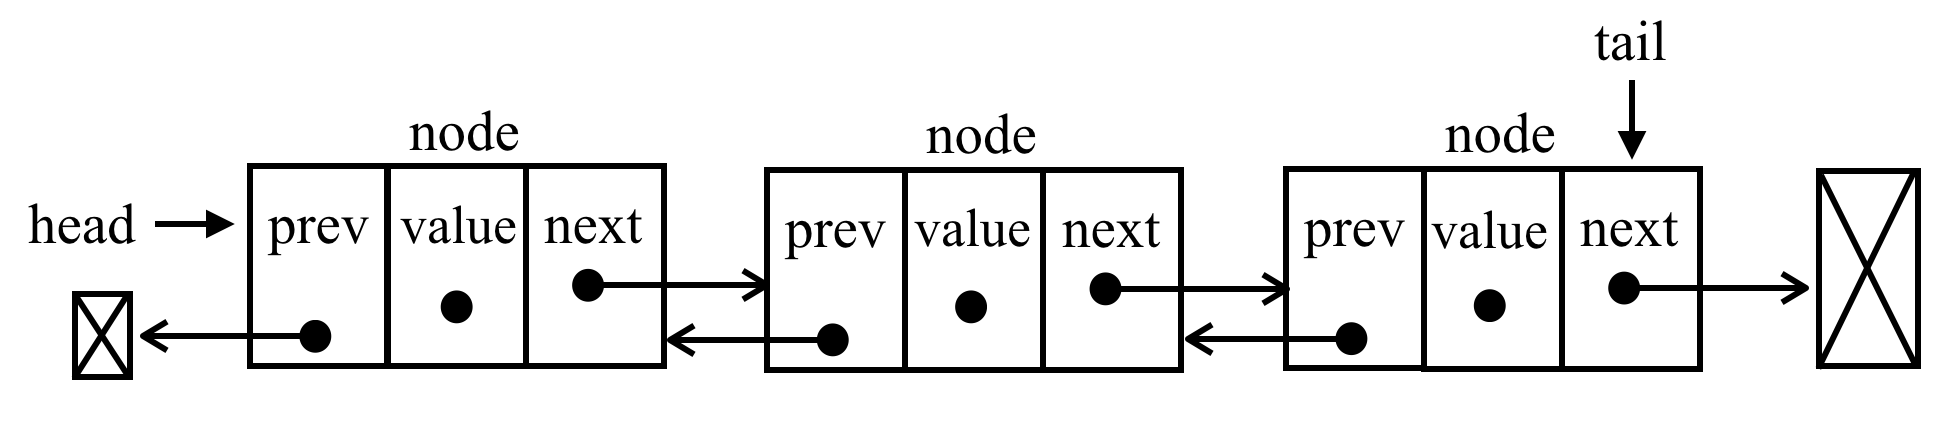 tail
node node node
head prev value next prev value next prev value next